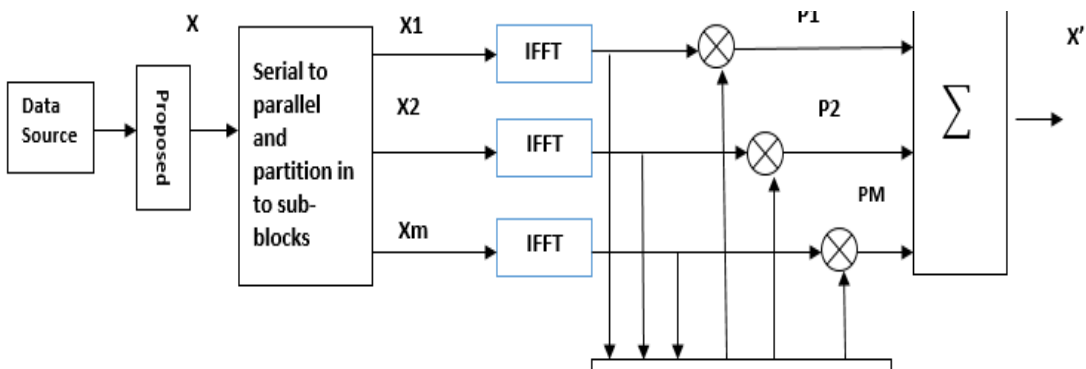 X
X1
P1
X'
Data
Source
Proposed
Serial to
parallel
and
partition in
to sub-
blocks
IFFT
X2
P2
IFFT
∑
Xm
PM
IFFT